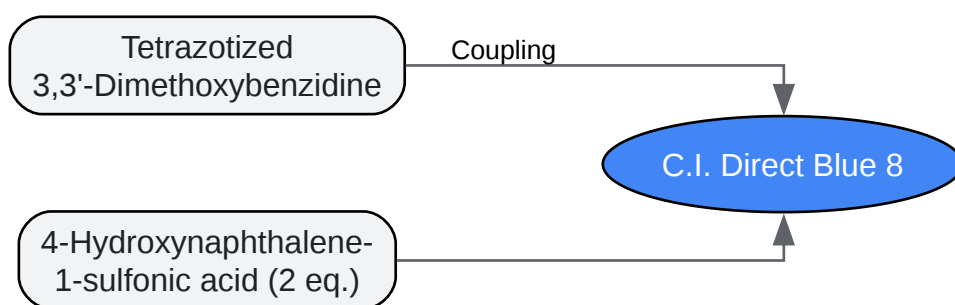 Tetrazotized
3,3'-Dimethoxybenzidine
Coupling
C.I. Direct Blue 8
4-Hydroxynaphthalene-
1-sulfonic acid (2 eq.)